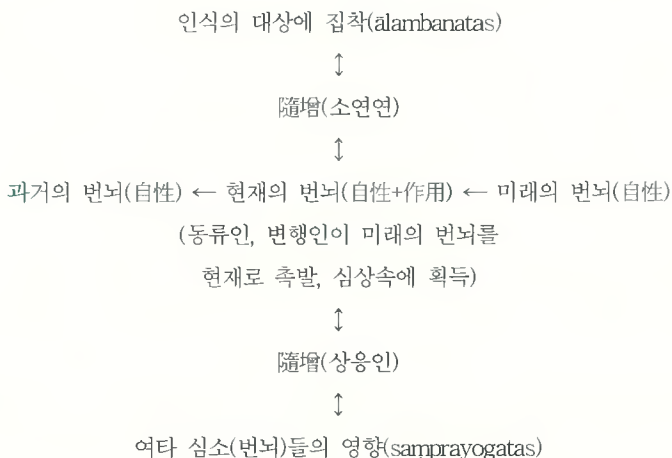 인식의 대상에 집착(ālambanatas)
↕
隨增(소연연)
↕
과거의 번뇌(自性) ← 현재의 번뇌(自性+作用) ← 미래의 번뇌(自性)
(동류인, 변행인이 미래의 번뇌를
현재로 촉발, 심상속에 획득)
↕
隨增(상응인)
↕
여타 심소(번뇌)들의 영향(samprayogatas)